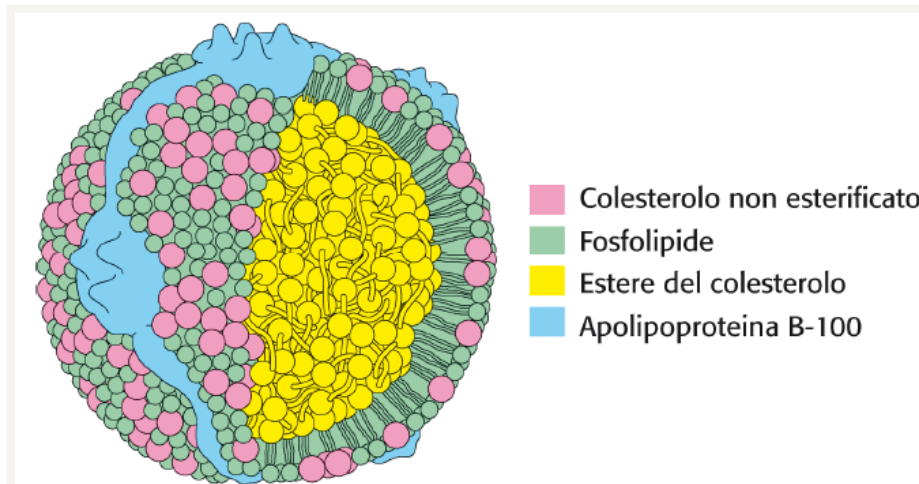 Colesterolo non esterificato
Fosfolipide
Estere del colesterolo
Apolipoproteina B-100